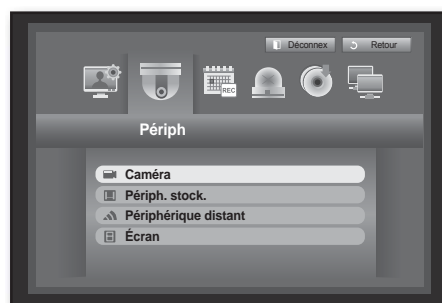 Déconnex
Retour
REC
Périph
Caméra
Périph. stock.
Périphérique distant
Écran